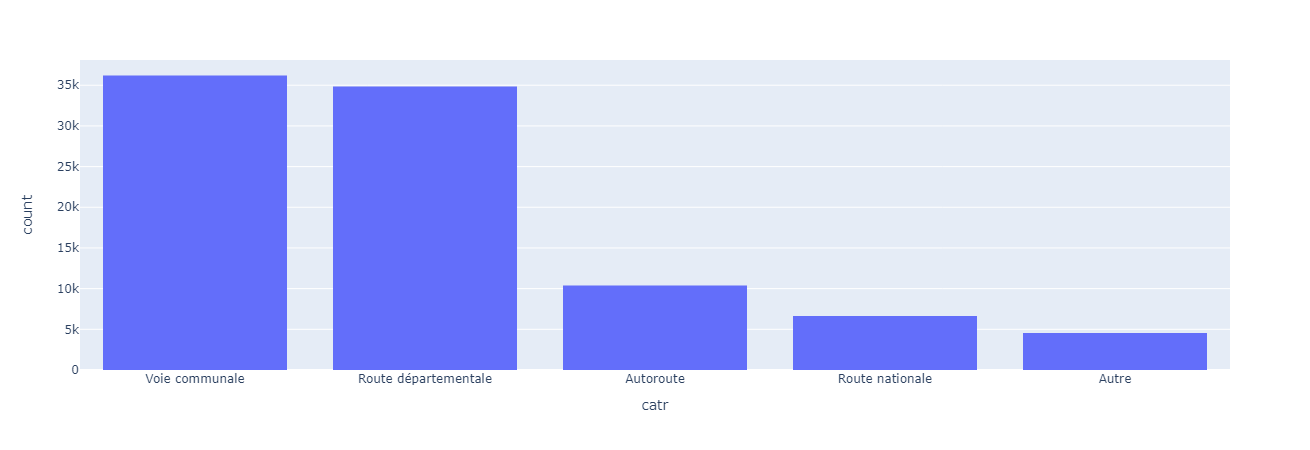 35k
30k
25k
20k
15k
10k
5k
0
count
Voie communale
Route départementale
Autoroute
Route nationale
Autre
catr